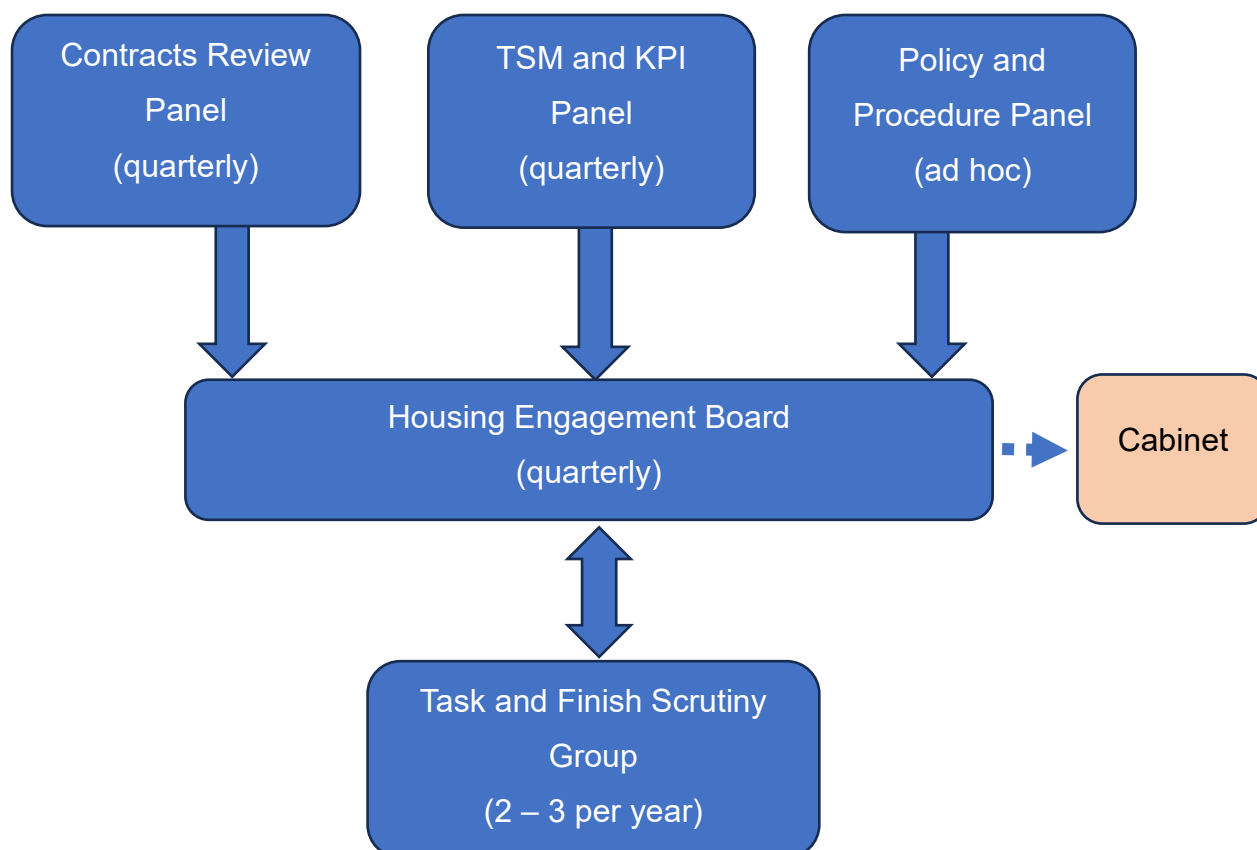 Contracts Review
Panel
(quarterly)
TSM and KPI
Panel
(quarterly)
Policy and
Procedure Panel
(ad hoc)
Housing Engagement Board
(quarterly)
Cabinet
Task and Finish Scrutiny
Group
(2 – 3 per year)